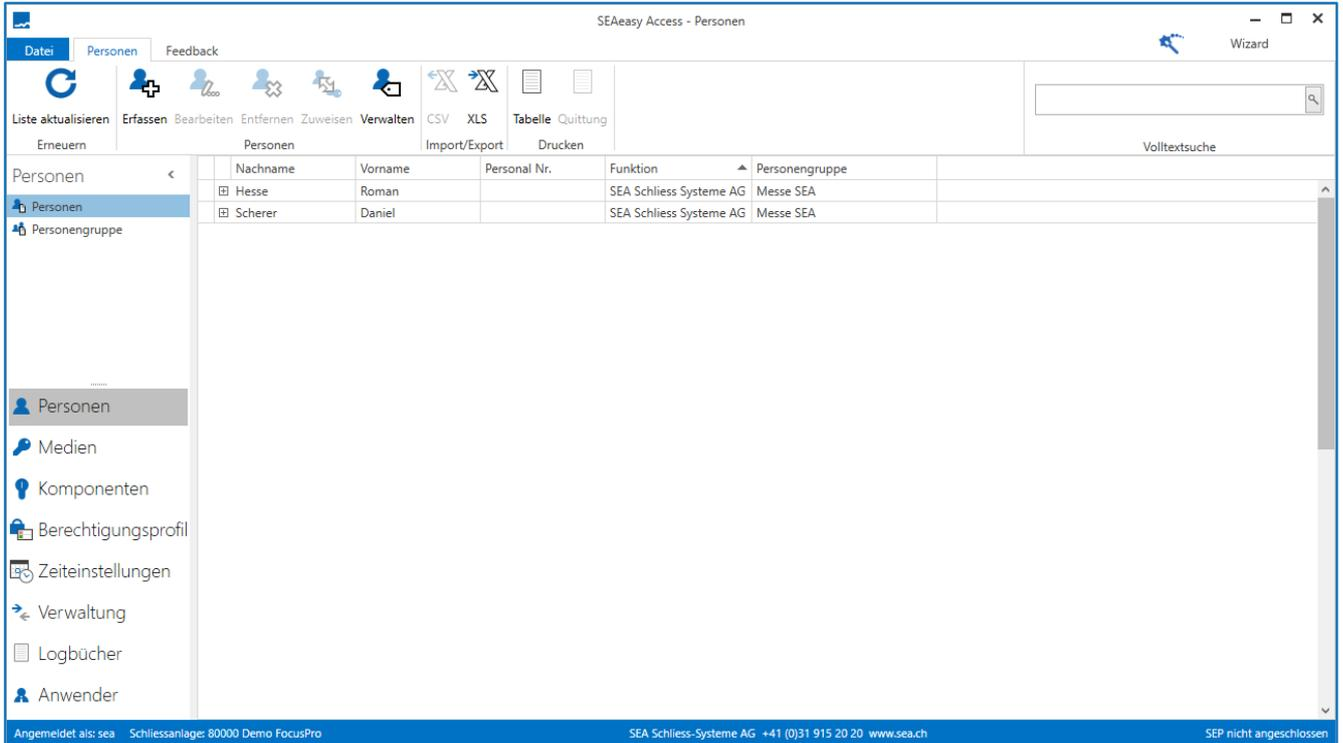 SEAeasy Access - Personen
Datei Personen Feedback Wizard
Liste aktualisieren Erfassen Bearbeiten Entfernen Zuweisen Verwalten CSV XLS Tabelle Quittung
Erneuern Personen Import/Export Drucken Volltextsuche
Personen
Personen
Personengruppe
Nachname Vorname Personal Nr. Funktion Personengruppe
Hesse Roman SEA Schliess Systeme AG Messe SEA
Scherer Daniel SEA Schliess Systeme AG Messe SEA
Personen
Medien
Komponenten
Berechtigungsprofil
Zeiteinstellungen
Verwaltung
Logbücher
Anwender
Angemeldet als: sea Schliessanlage: 80000 Demo FocusPro SEA Schliess-Systeme AG +41 (0)31 915 20 20 www.sea.ch SEP nicht angeschlossen